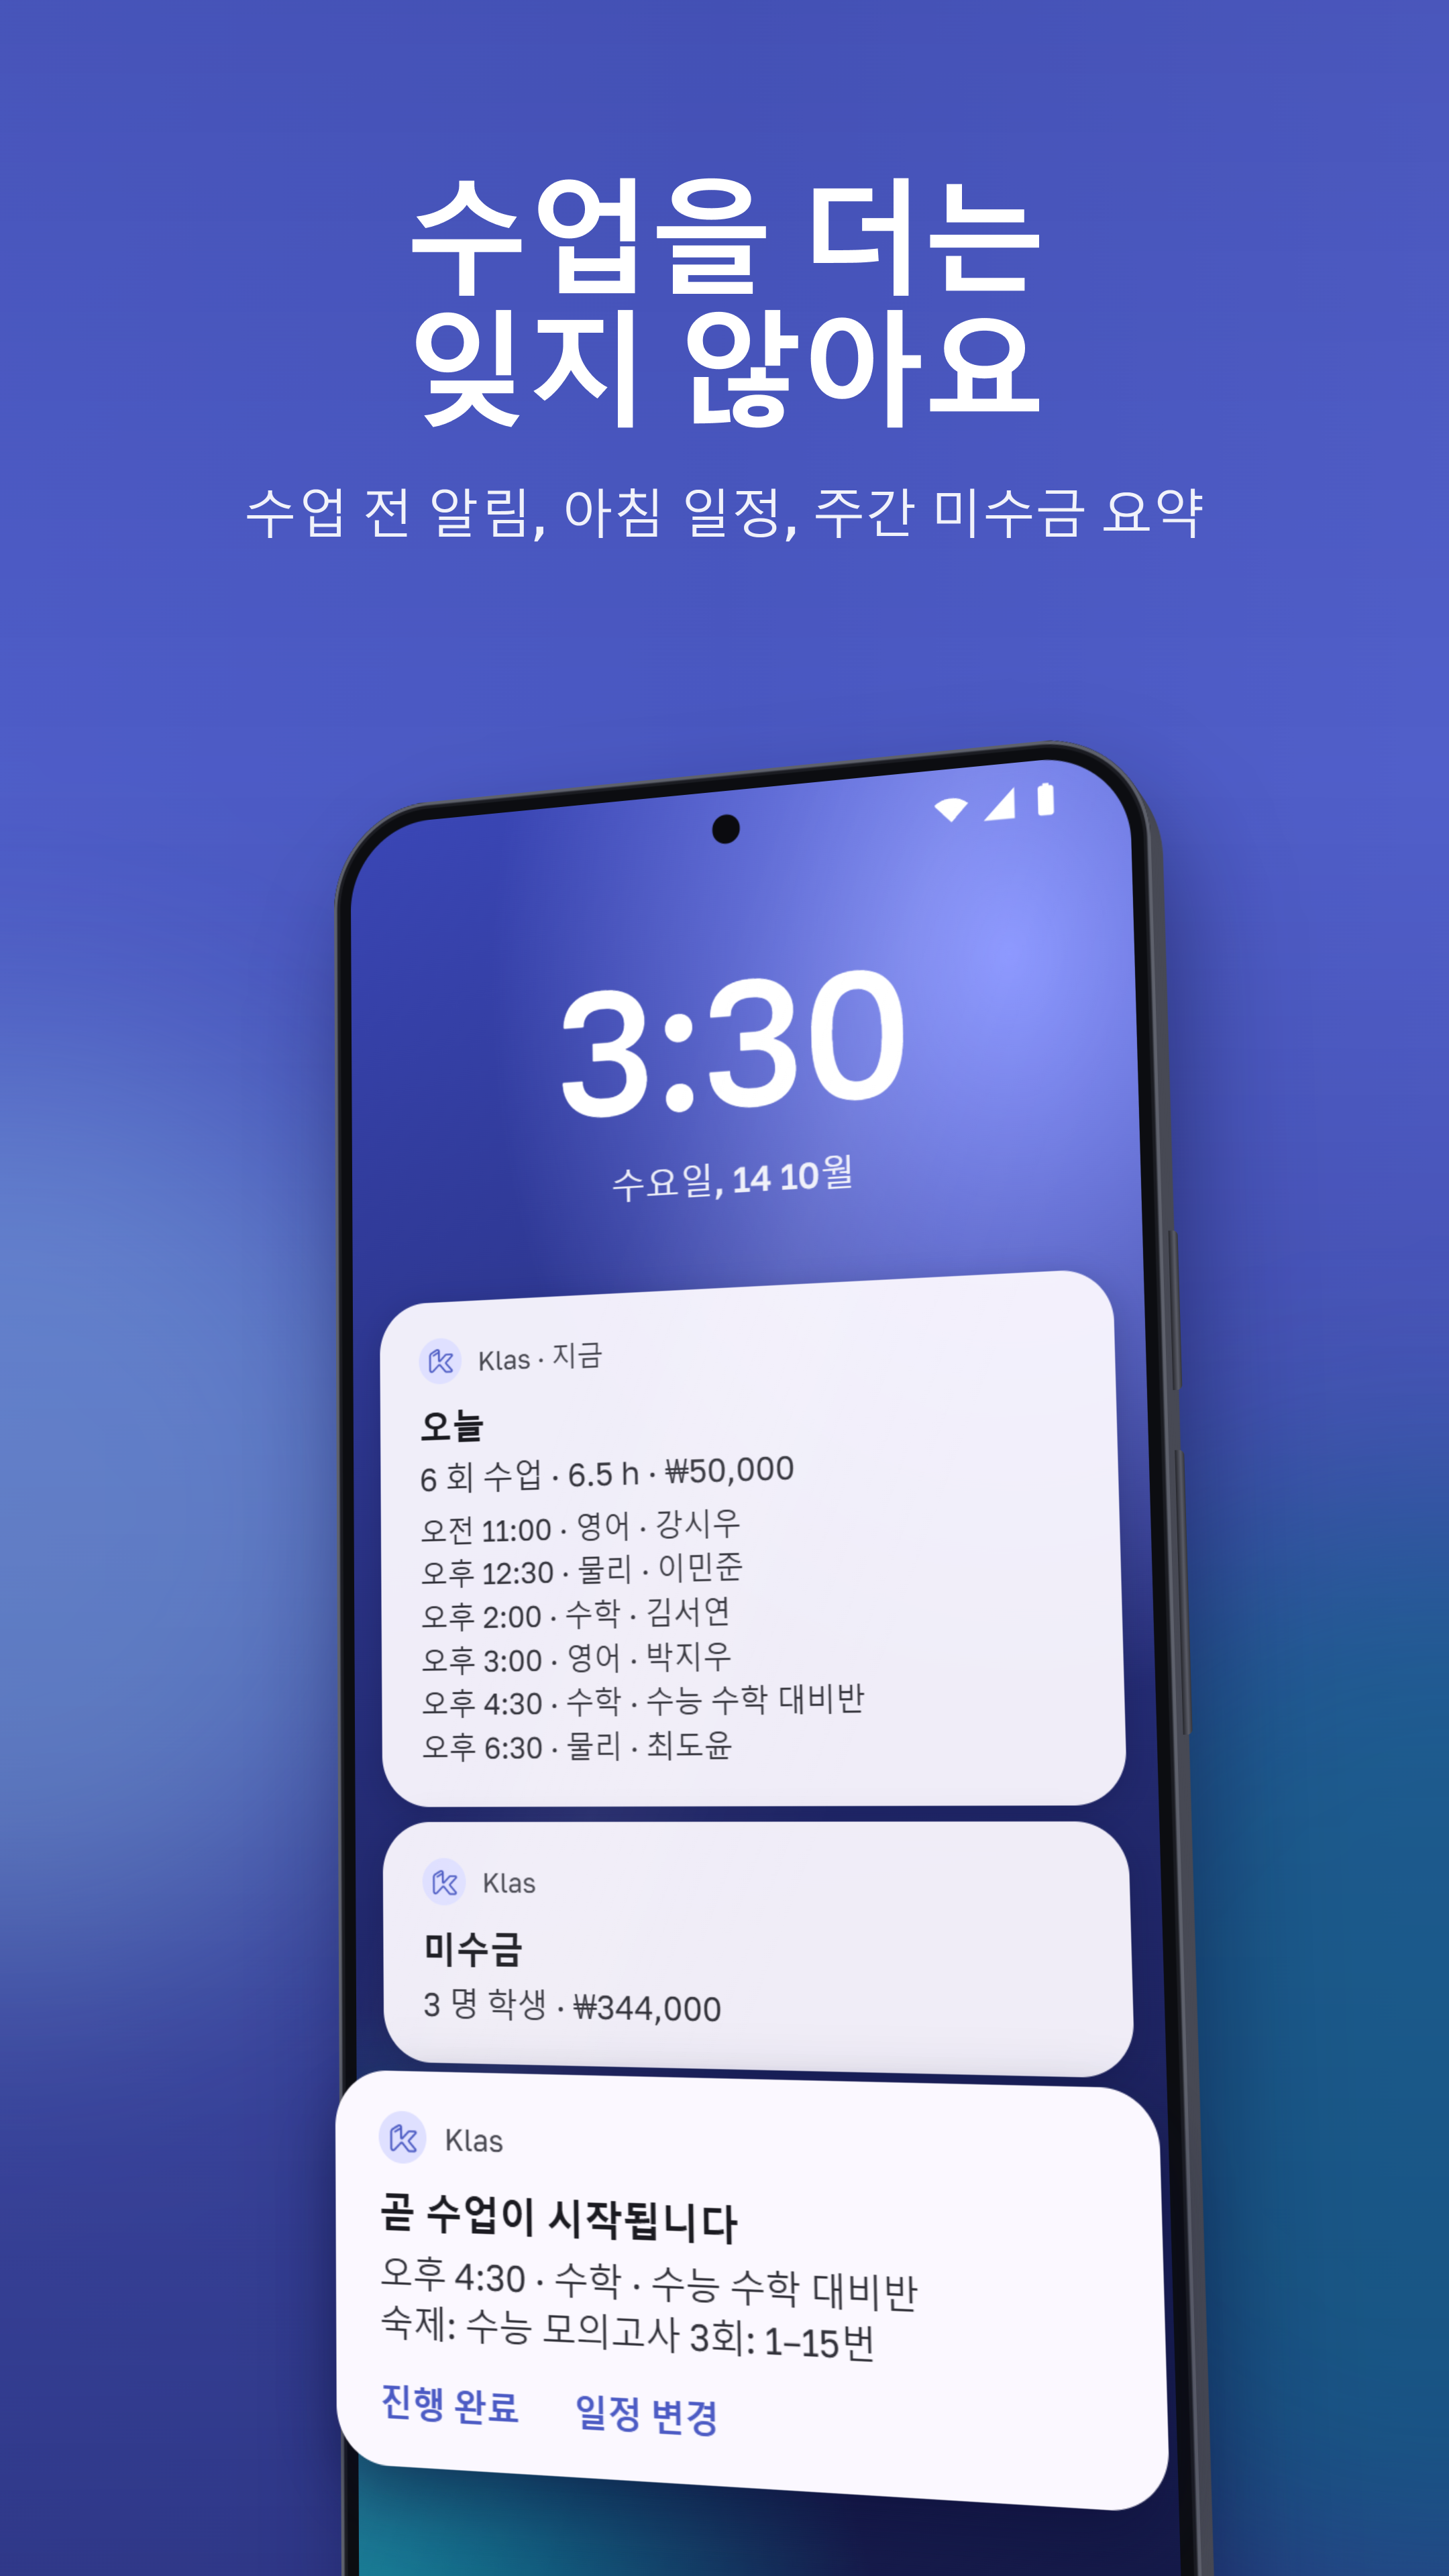 수업을 더는
잊지 않아요
수업 전 알림, 아침 일정, 주간 미수금 요약
3:30
수요일, 14 10월
Klas · 지금
오늘
6 회 수업 · 6.5 h · ₩50,000
오전 11:00 · 영어 · 강시우
오후 12:30 · 물리 · 이민준
오후 2:00 · 수학 · 김서연
오후 3:00 · 영어 · 박지우
오후 4:30 · 수학 · 수능 수학 대비반
오후 6:30 · 물리 · 최도윤
Klas
미수금
3 명 학생 · ₩344,000
Klas
곧 수업이 시작됩니다
오후 4:30 · 수학 · 수능 수학 대비반
숙제: 수능 모의고사 3회: 1–15번
진행 완료 일정 변경